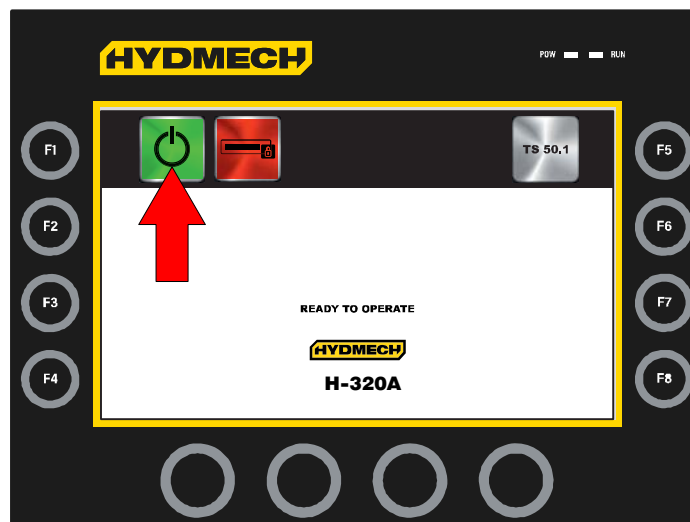 HYDMECH
POW RUN
F1
TS 50.1
F5
F2
F6
F3
READY TO OPERATE
F7
HYDMECH
F4
H-320A
F8